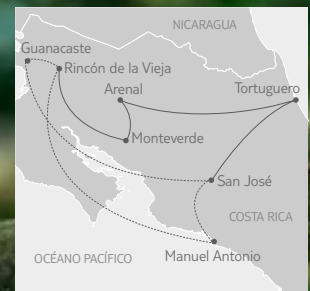 NICARAGUA
Guanacaste
Rincón de la Vieja
Arenal
Tortuguero
Monteverde
San José
COSTA RICA
Manuel Antonio
OCÉANO PACÍFICO